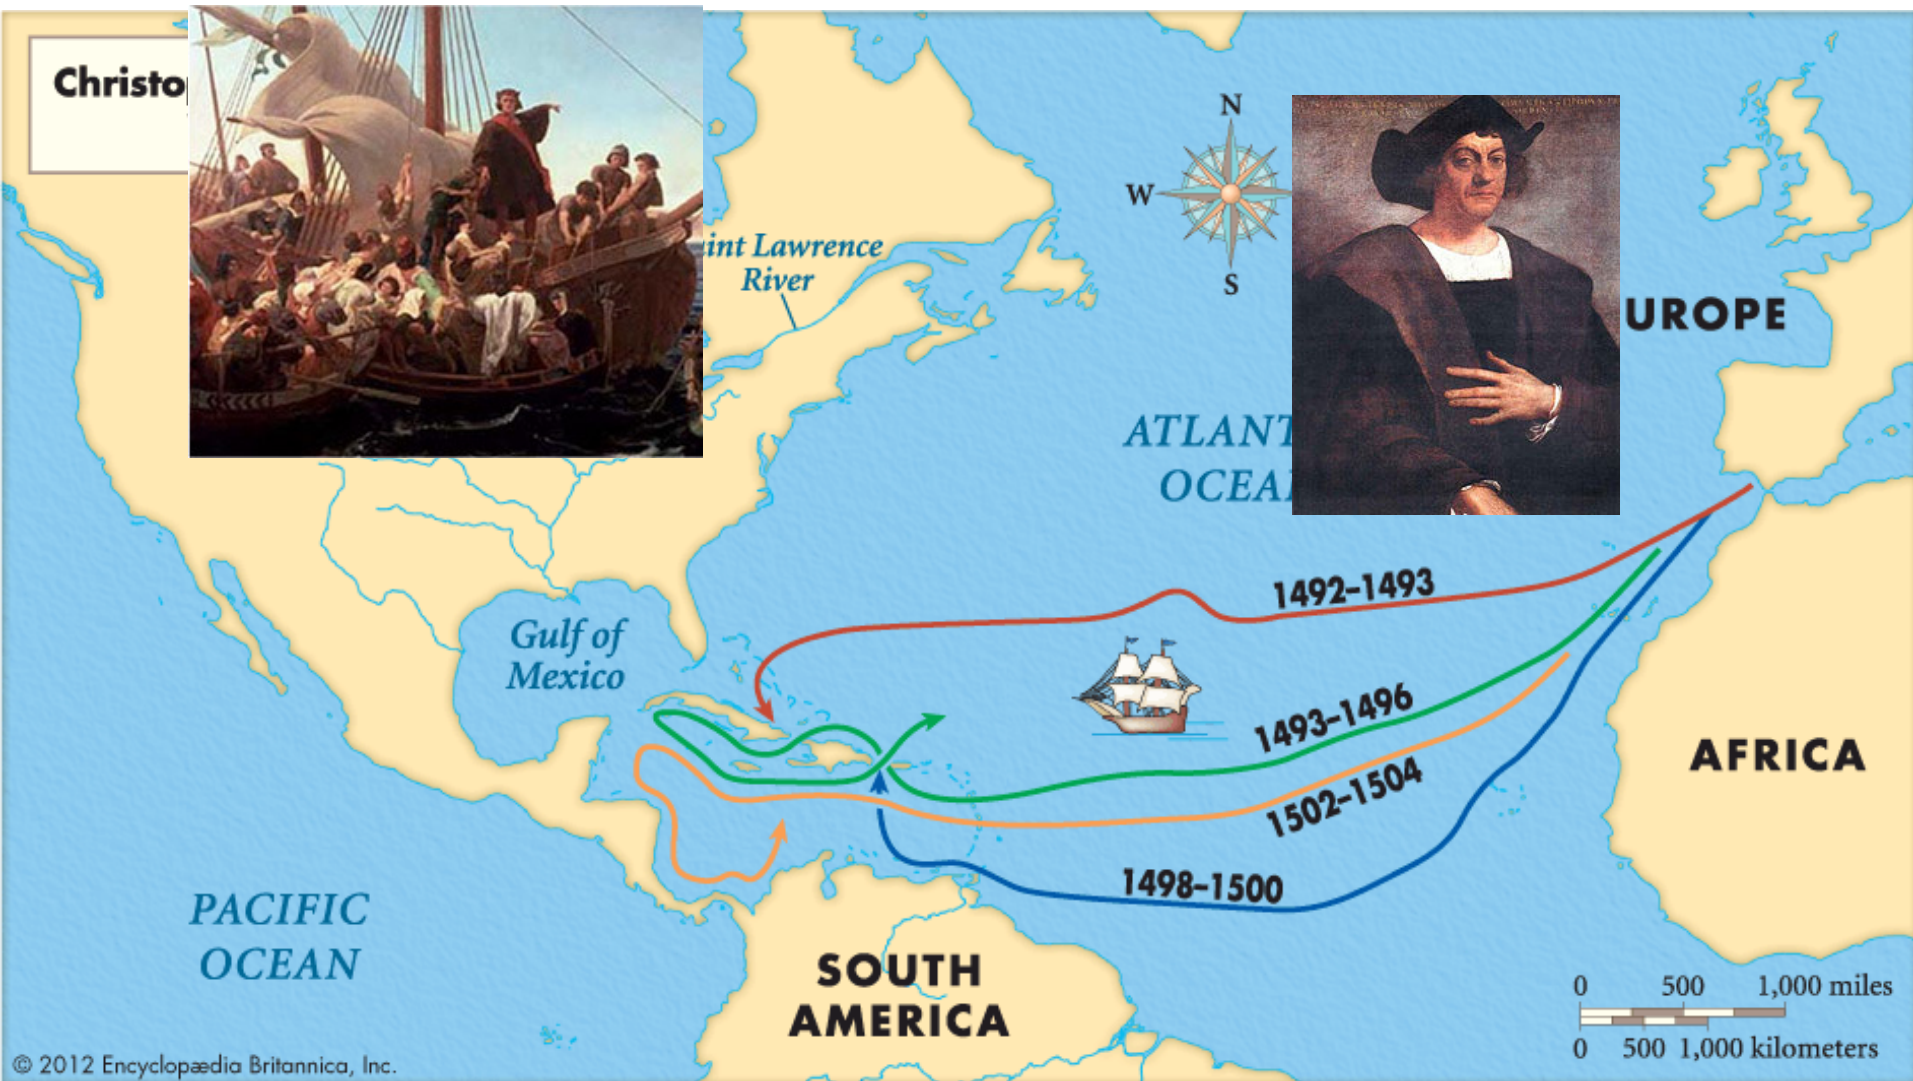 Christo
N
W
S
int Lawrence
River
UROPE
ATLANT
OCEA
1492–1493
Gulf of
Mexico
1493–1496
1502–1504
AFRICA
1498–1500
PACIFIC
OCEAN
SOUTH
AMERICA
0 500 1,000 miles
0 500 1,000 kilometers
© 2012 Encyclopædia Britannica, Inc.